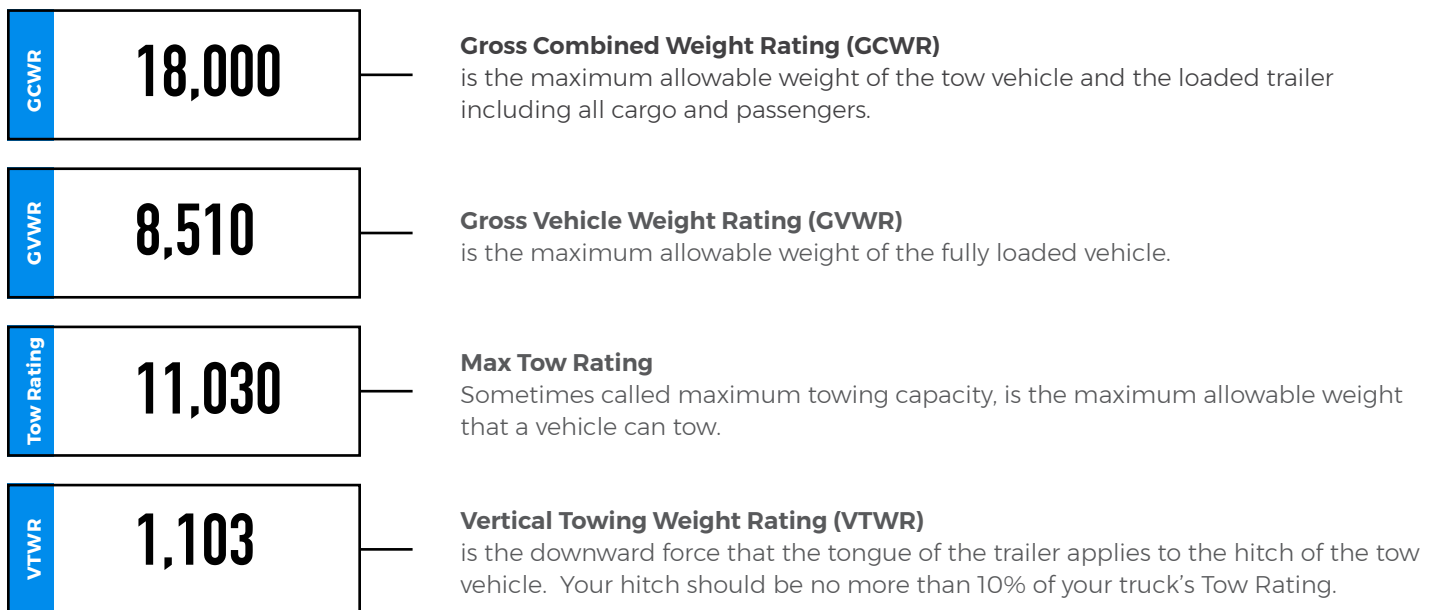 GCWR
18,000
Gross Combined Weight Rating (GCWR)
is the maximum allowable weight of the tow vehicle and the loaded trailer
including all cargo and passengers.
GVWR
8,510
Gross Vehicle Weight Rating (GVWR)
is the maximum allowable weight of the fully loaded vehicle.
Tow Rating
11,030
Max Tow Rating
Sometimes called maximum towing capacity, is the maximum allowable weight
that a vehicle can tow.
VTWR
1,103
Vertical Towing Weight Rating (VTWR)
is the downward force that the tongue of the trailer applies to the hitch of the tow
vehicle.  Your hitch should be no more than 10% of your truck's Tow Rating.